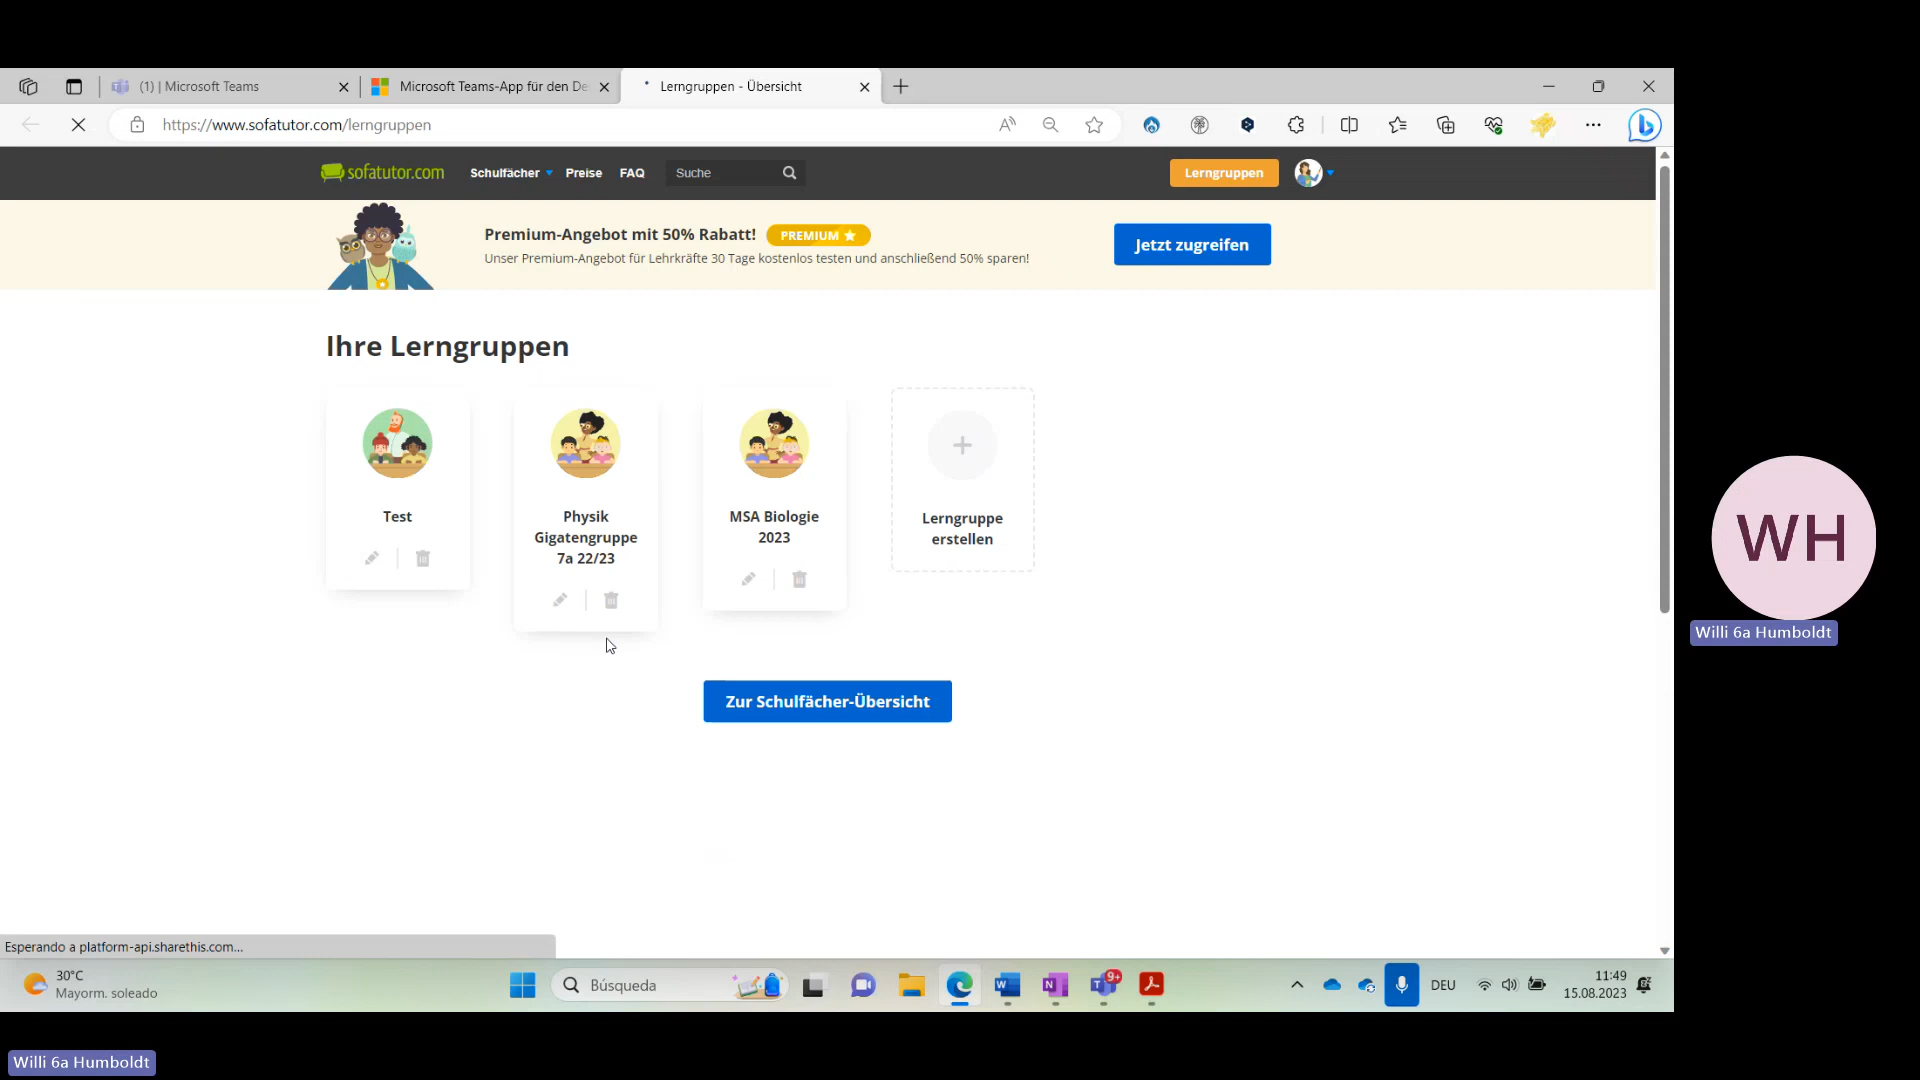 (1) | Microsoft Teams
Microsoft Teams-App für den De
Lerngruppen - Übersicht
https://www.sofatutor.com/lerngruppen
sofatutor.com
Schulfächer
Preise
FAQ
Suche
Lerngruppen
Premium-Angebot mit 50% Rabatt!
PREMIUM
Unser Premium-Angebot für Lehrkräfte 30 Tage kostenlos testen und anschließend 50% sparen!
Jetzt zugreifen
Ihre Lerngruppen
Test
Physik
Gigatengruppe
7a 22/23
MSA Biologie
2023
Lerngruppe
erstellen
Zur Schulfächer-Übersicht
WH
Willi 6a Humboldt
Esperando a platform-api.sharethis.com...
30°C
Mayorm. soleado
Búsqueda
9+
DEU
11:49
15.08.2023
Willi 6a Humboldt